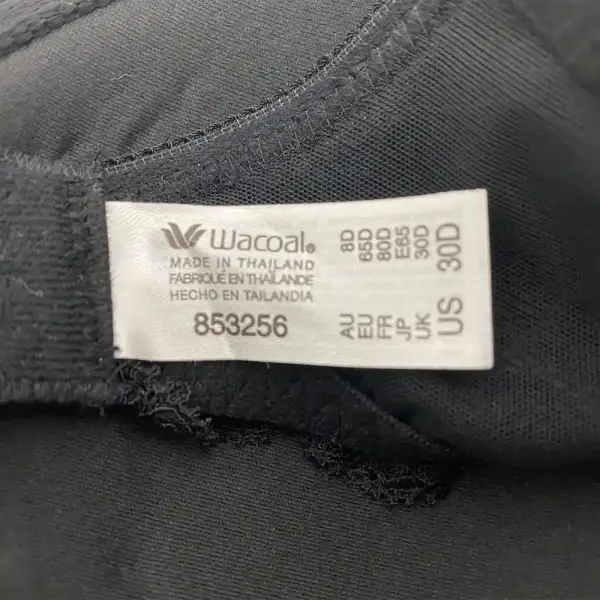 Wacoal®
MADE IN THAILAND
FABRIQUÉ EN THAÏLANDE
HECHO EN TAILANDIA
853256
AU 8D
EU 65D
FR 80D
JP E65
UK 30D
US 30D